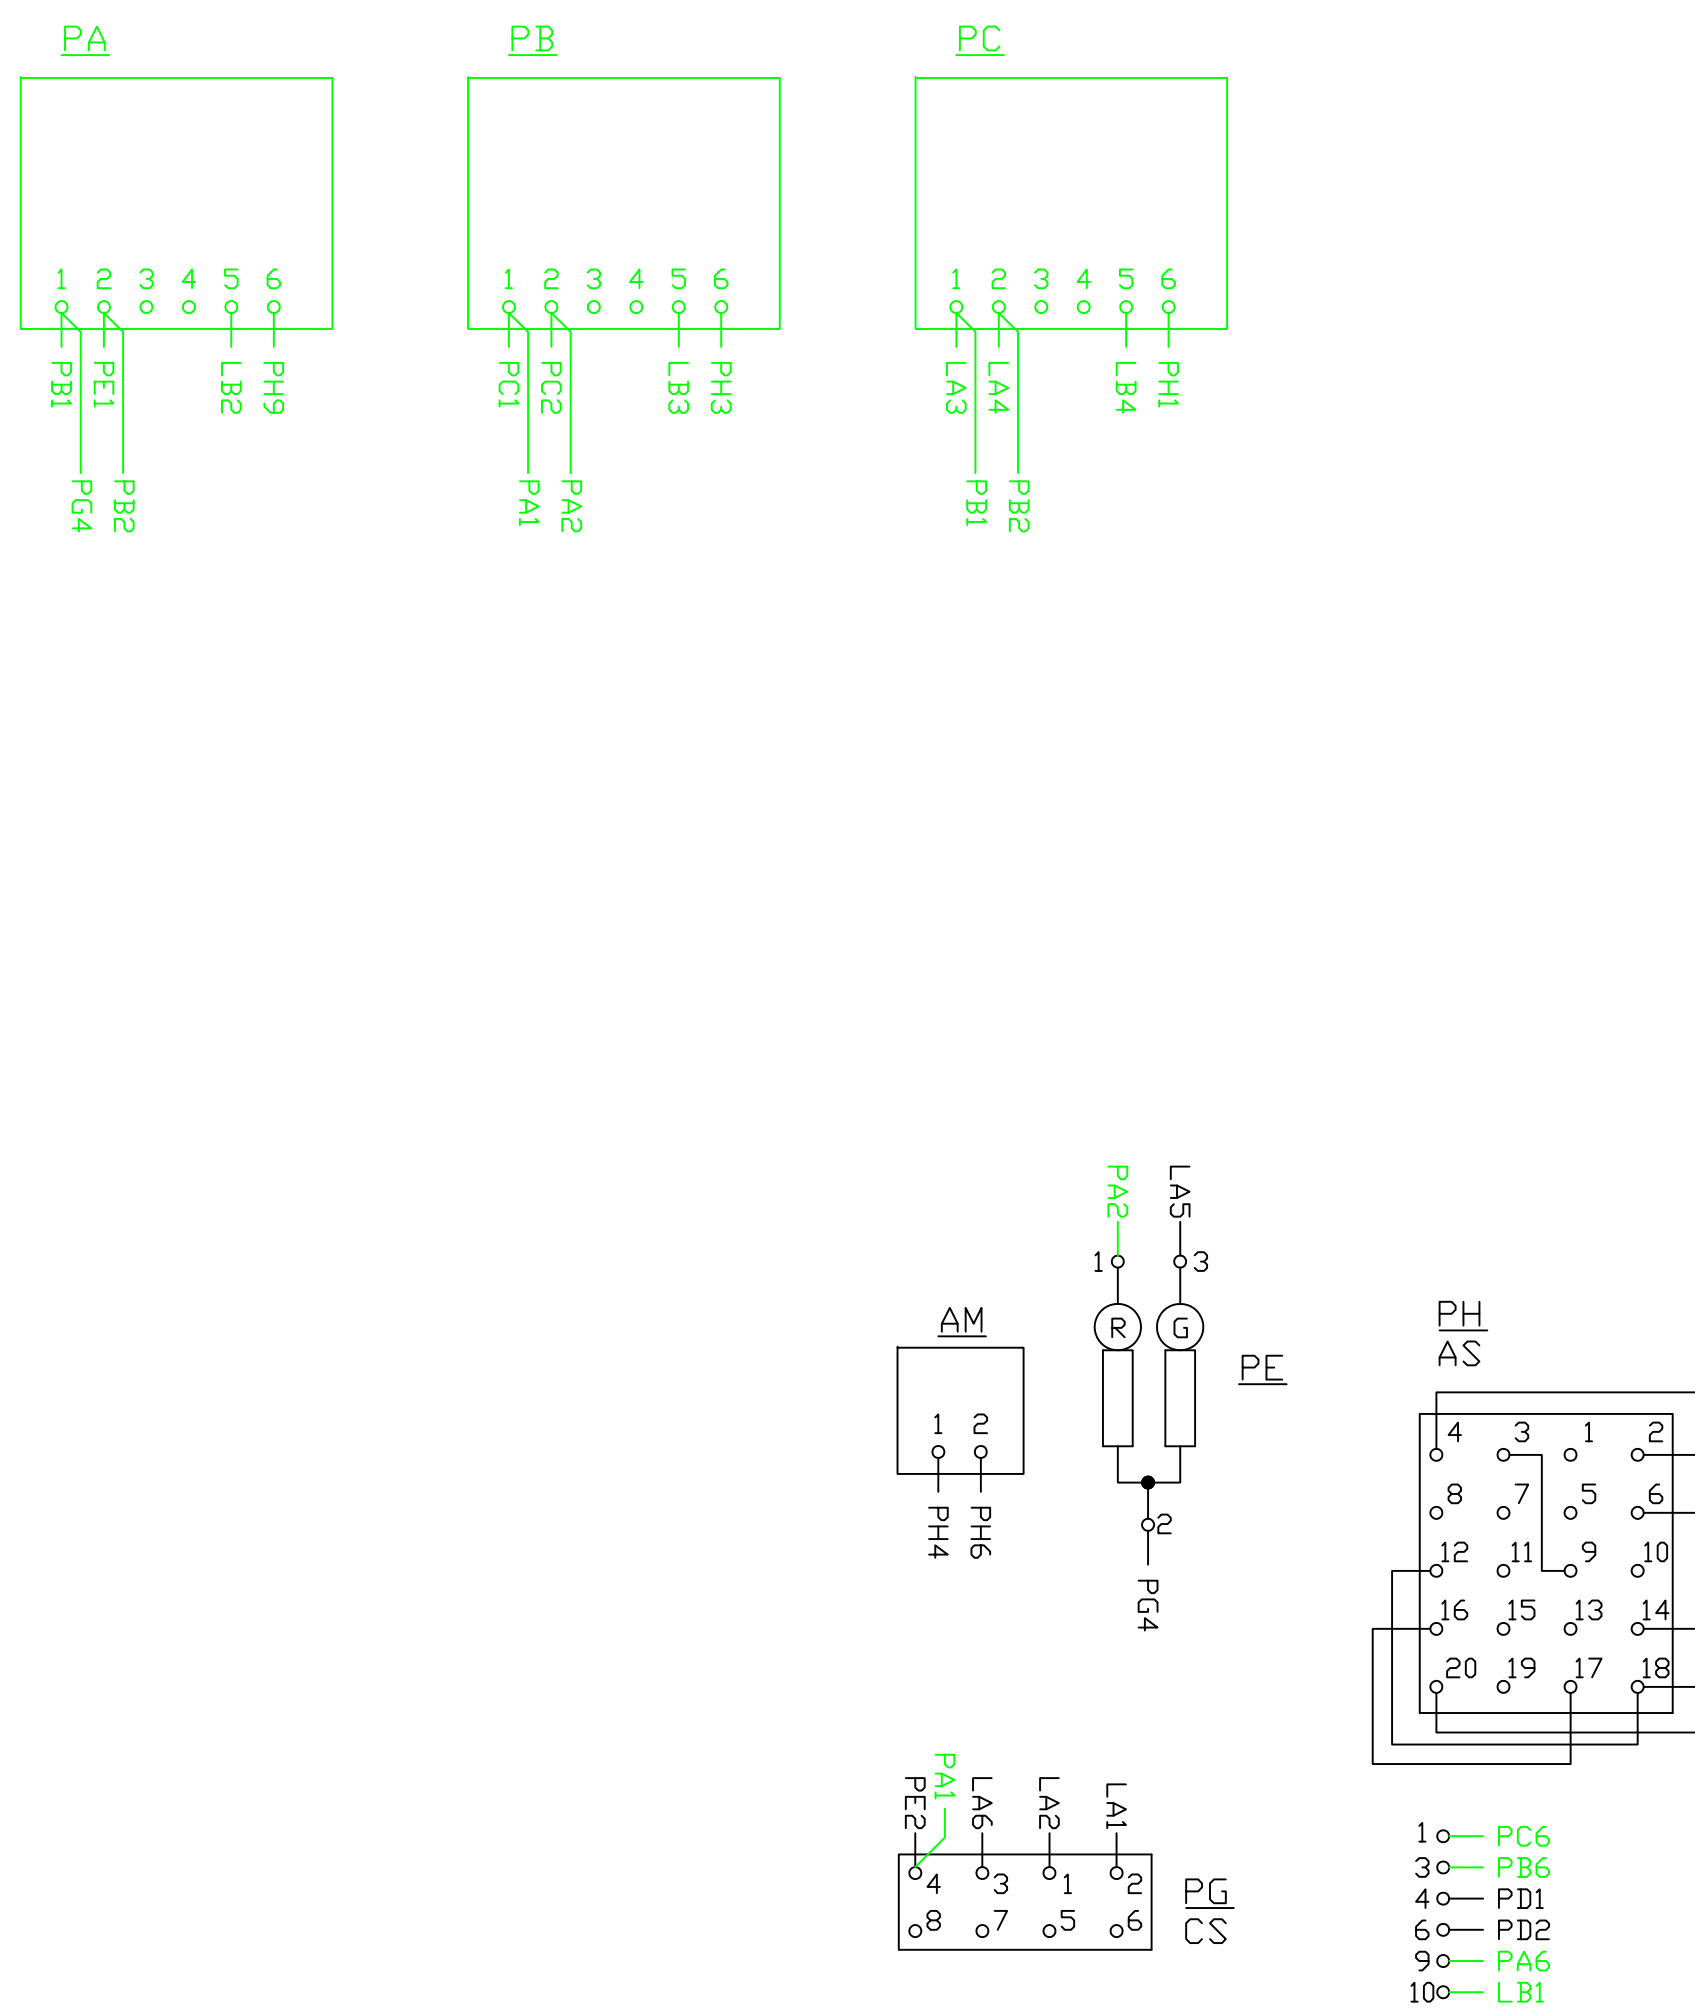 PA PB PC
1 2 3 4 5 6 1 2 3 4 5 6 1 2 3 4 5 6
PB1 PE1 LB2 PH9 PC1 PC2 LB3 PH3 LA3 LA4 LB4 PH1
PG4 PB2 PA1 PA2 PB1 PB2
PA2 LA5
1 3
R G
AM
PE
1 2
PH4 PH6
2
PG4
PH
AS
4 3 1 2
8 7 5 6
12 11 9 10
16 15 13 14
20 19 17 18
PE2 PA1 LA6 LA2 LA1
4 3 1 2
8 7 5 6
PG
CS
1 PC6
3 PB6
4 PD1
6 PD2
9 PA6
10 LB1